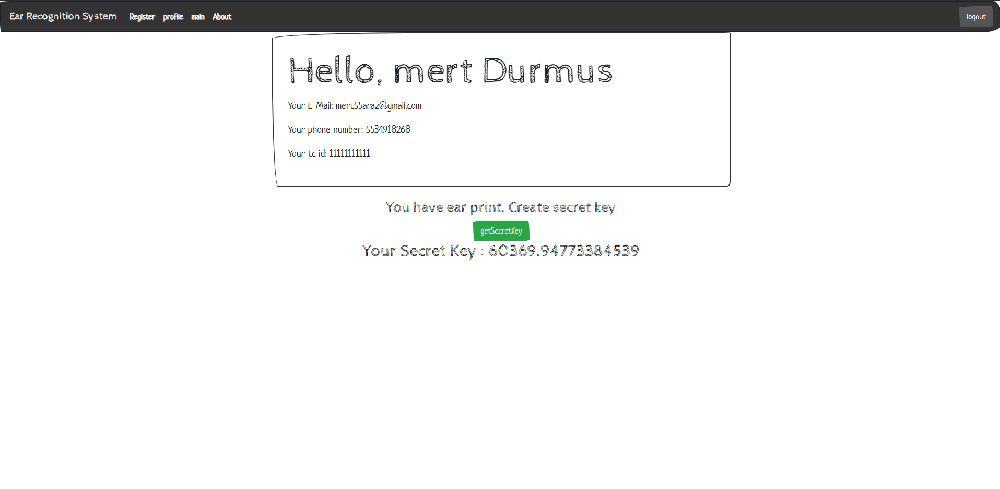 Ear Recognition System Register profile main About logout
Hello, mert Durmus
Your E-Mail: mert55araz@gmail.com
Your phone number: 5534918268
Your tc id: 11111111111
You have ear print. Create secret key
getSecretKey
Your Secret Key : 60369.94773384539